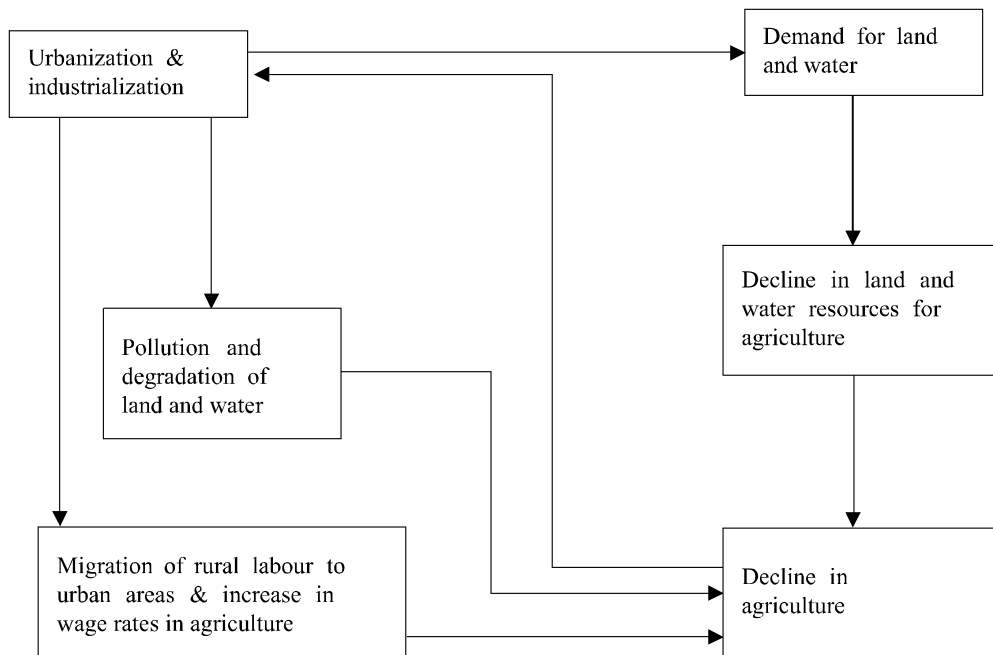 Urbanization &
industrialization
Demand for land
and water
Decline in land and
water resources for
agriculture
Pollution and
degradation of
land and water
Migration of rural labour to
urban areas & increase in
wage rates in agriculture
Decline in
agriculture